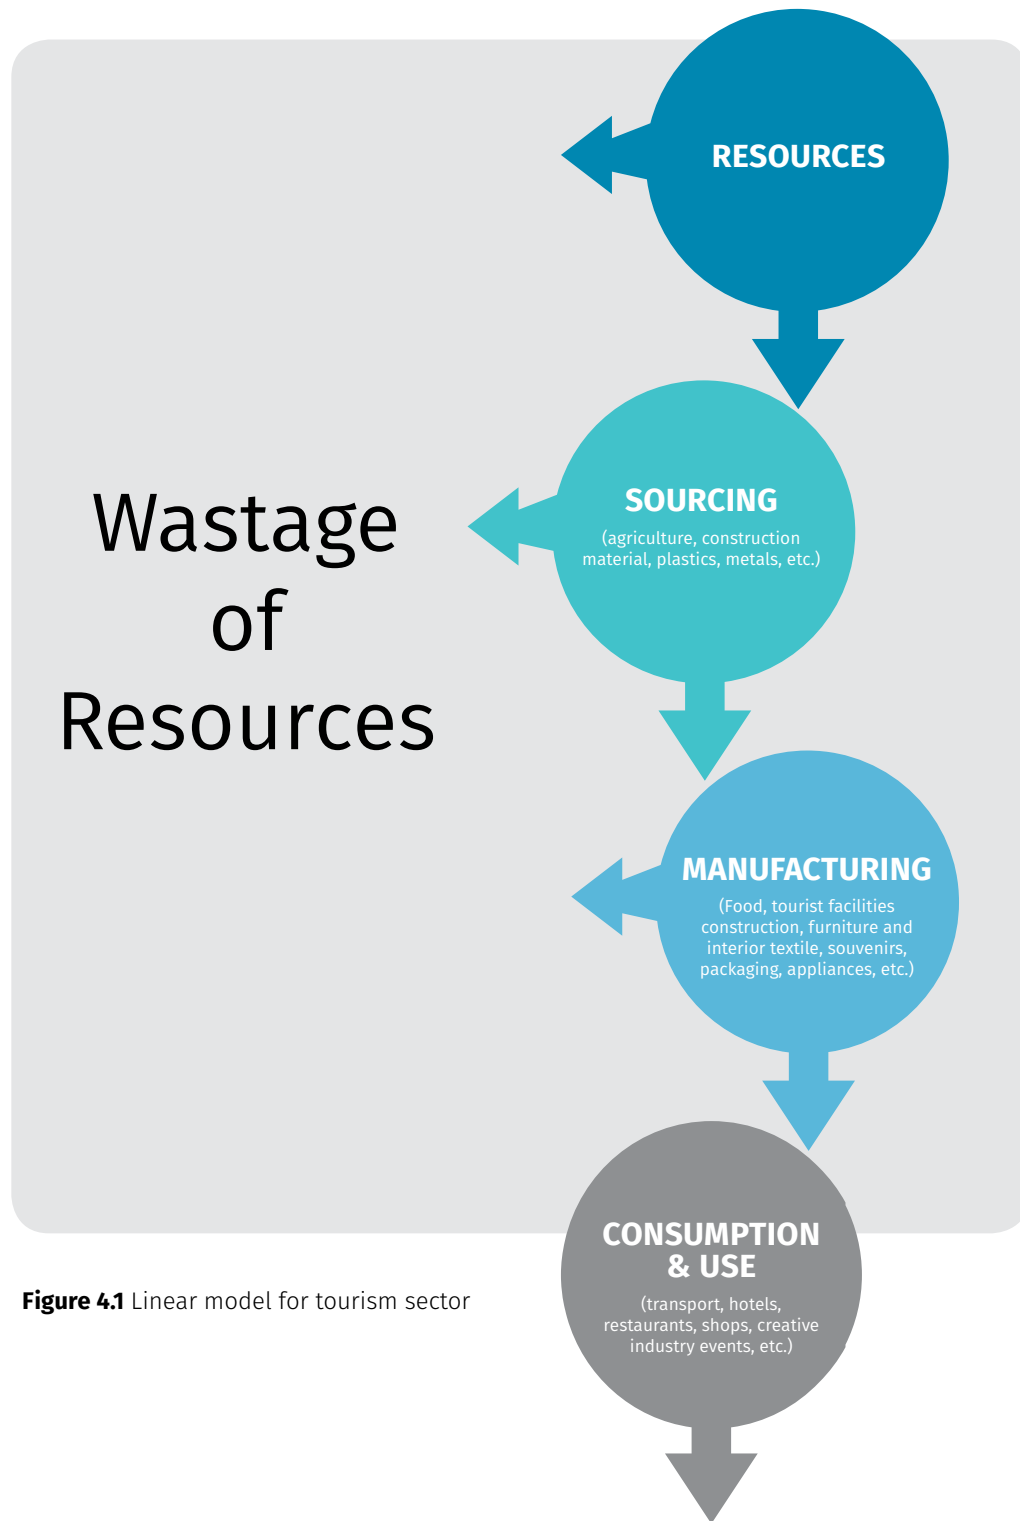 RESOURCES
SOURCING
(agriculture, construction
material, plastics, metals, etc.)
Wastage
of
Resources
MANUFACTURING
(Food, tourist facilities
construction, furniture and
interior textile, souvenirs,
packaging, appliances, etc.)
CONSUMPTION
& USE
(transport, hotels,
restaurants, shops, creative
industry events, etc.)
Figure 4.1 Linear model for tourism sector